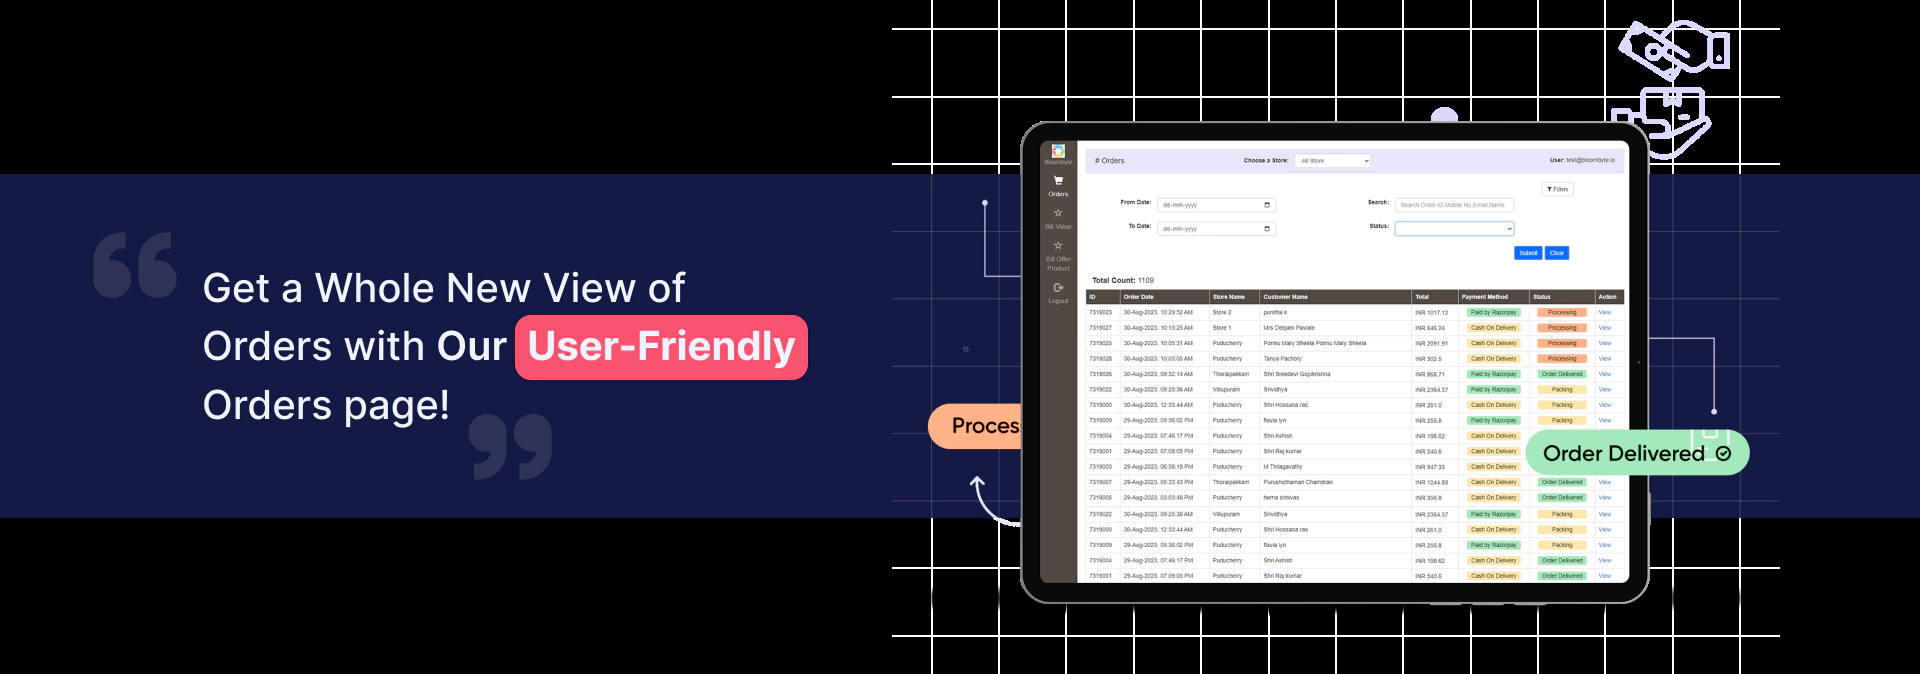 Get a Whole New View of
Orders with Our User-Friendly
Orders page!
Proces
Order Delivered
Bloombyte
Orders
Bill Value
Bill Offer
Product
Logout
# Orders Choose a Store: All Store User: test@bloombyte.io
Filters
From Date: dd-mm-yyyy Search: Search Order ID,Mobile No,Email,Name
To Date: dd-mm-yyyy Status:
Submit Clear
Total Count: 1109
ID Order Date Store Name Customer Name Total Payment Method Status Action
7319023 30-Aug-2023, 10:29:52 AM Store 2 punitha k INR 1017.12 Paid by Razorpay Processing View
7319027 30-Aug-2023, 10:15:25 AM Store 1 Mrs Debjani Pavale INR 646.24 Cash On Delivery Processing View
7319025 30-Aug-2023, 10:05:31 AM Puducherry Ponnu Mary Sheela Ponnu Mary Sheela INR 2091.91 Cash On Delivery Processing View
7319028 30-Aug-2023, 10:03:05 AM Puducherry Tanya Pachory INR 302.5 Cash On Delivery Processing View
7319026 30-Aug-2023, 09:32:14 AM Thoraipakkam Shri Sreedevi Gopikrishna INR 868.71 Paid by Razorpay Order Delivered View
7319022 30-Aug-2023, 09:25:36 AM Villupuram Srividhya INR 2364.37 Paid by Razorpay Packing View
7319000 30-Aug-2023, 12:33:44 AM Puducherry Shri Hossana rao INR 261.0 Cash On Delivery Packing View
7319009 29-Aug-2023, 09:36:02 PM Puducherry flavia lyn INR 255.8 Paid by Razorpay Packing View
7319004 29-Aug-2023, 07:46:17 PM Puducherry Shri Ashish INR 198.62 Cash On Delivery
7319001 29-Aug-2023, 07:09:05 PM Puducherry Shri Raj kumar INR 540.6 Cash On Delivery
7319003 29-Aug-2023, 06:58:19 PM Puducherry M Thilagavathy INR 947.33 Cash On Delivery
7319007 29-Aug-2023, 05:33:43 PM Thoraipakkam Purushothaman Chamdran INR 1244.88 Cash On Delivery Order Delivered View
7319005 29-Aug-2023, 03:03:48 PM Puducherry hema srinivas INR 356.8 Cash On Delivery Order Delivered View
7319022 30-Aug-2023, 09:25:36 AM Villupuram Srividhya INR 2364.37 Paid by Razorpay Packing View
7319000 30-Aug-2023, 12:33:44 AM Puducherry Shri Hossana rao INR 261.0 Cash On Delivery Packing View
7319009 29-Aug-2023, 09:36:02 PM Puducherry flavia lyn INR 255.8 Paid by Razorpay Packing View
7319004 29-Aug-2023, 07:46:17 PM Puducherry Shri Ashish INR 198.62 Cash On Delivery Order Delivered View
7319001 29-Aug-2023, 07:09:05 PM Puducherry Shri Raj kumar INR 540.6 Cash On Delivery Order Delivered View